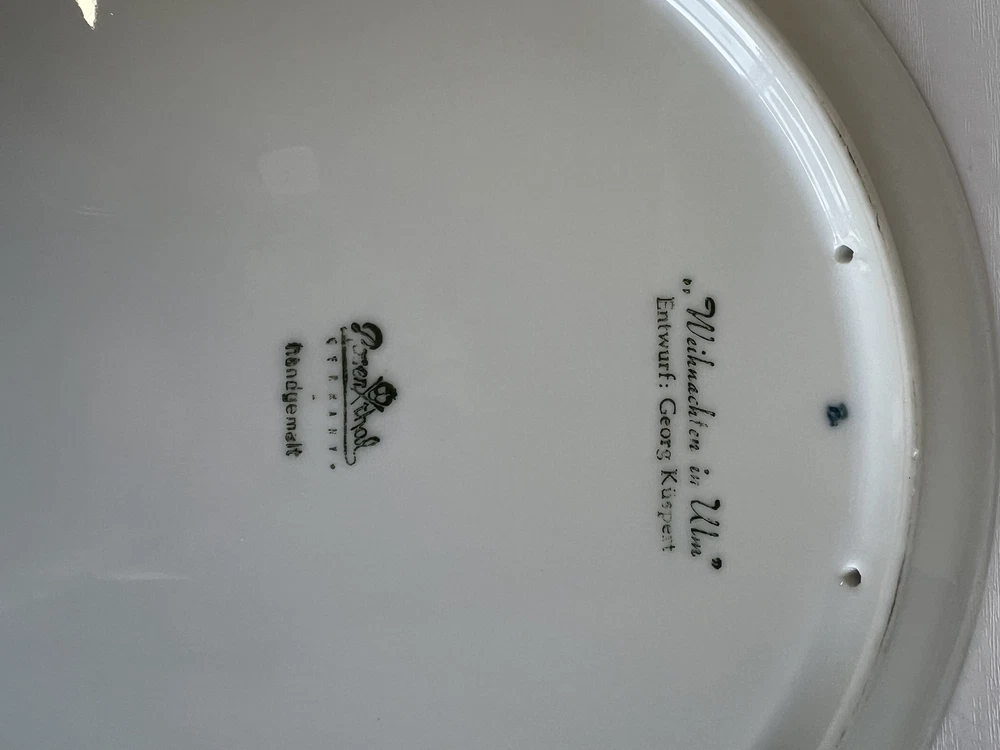 „Weihnachten in Ulm”
Entwurf: Georg Küspert
Rosenthal
GERMANY
handgemalt